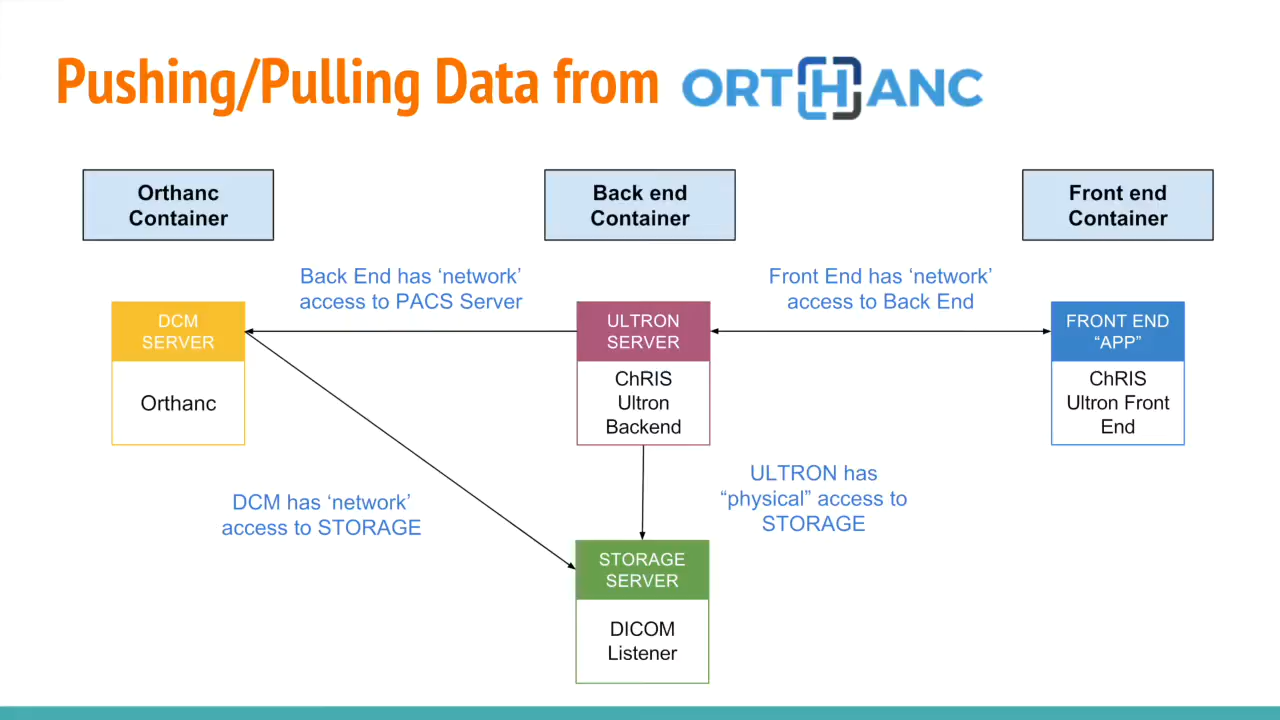 Pushing/Pulling Data from ORTHANC
Orthanc
Container
Back end
Container
Front end
Container
Back End has ‘network’
access to PACS Server
Front End has ‘network’
access to Back End
DCM
SERVER
Orthanc
ULTRON
SERVER
ChRIS
Ultron
Backend
FRONT END
“APP”
ChRIS
Ultron Front
End
DCM has ‘network’
access to STORAGE
ULTRON has
“physical” access to
STORAGE
STORAGE
SERVER
DICOM
Listener